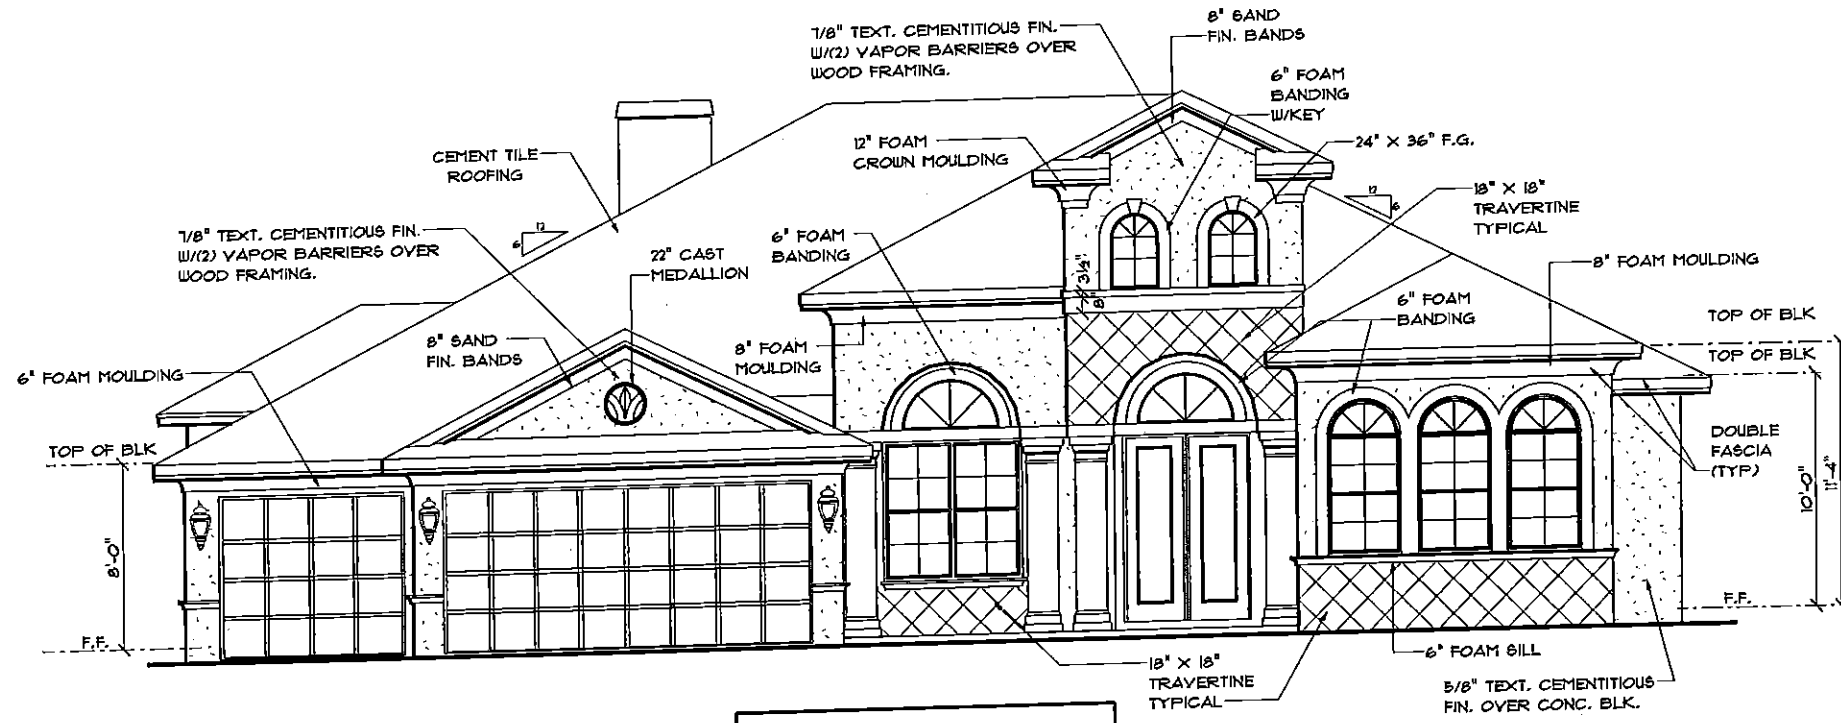 7/8" TEXT. CEMENTITIOUS FIN.
W/(2) VAPOR BARRIERS OVER
WOOD FRAMING.
8" SAND
FIN. BANDS
6" FOAM
BANDING
W/KEY
12" FOAM
CROWN MOULDING
24" X 36" F.G.
CEMENT TILE
ROOFING
12
6
18" X 18"
TRAVERTINE
TYPICAL
12
6
7/8" TEXT. CEMENTITIOUS FIN.
W/(2) VAPOR BARRIERS OVER
WOOD FRAMING.
22" CAST
MEDALLION
6" FOAM
BANDING
3½"
8"
8" FOAM MOULDING
6" FOAM
BANDING
TOP OF BLK
8" SAND
FIN. BANDS
8" FOAM
MOULDING
TOP OF BLK
6" FOAM MOULDING
TOP OF BLK
DOUBLE
FASCIA
(TYP.)
10'-0"
11'-4"
8'-0"
F.F.
F.F.
18" X 18"
TRAVERTINE
TYPICAL
6" FOAM SILL
5/8" TEXT. CEMENTITIOUS
FIN. OVER CONC. BLK.